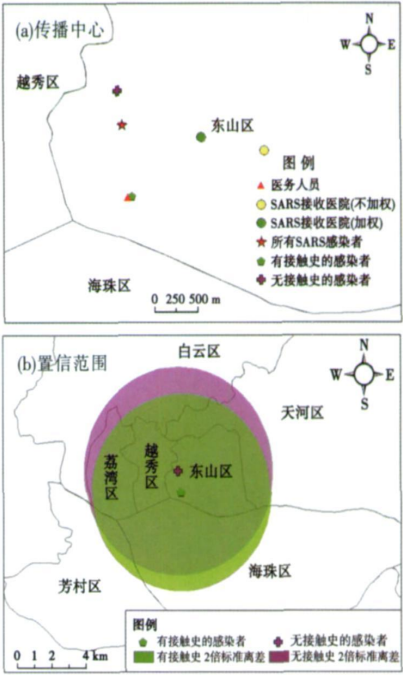 (a)传播中心
N
W E
S
越秀区
东山区
图 例
医务人员
SARS接收医院(不加权)
SARS接收医院(加权)
所有SARS感染者
有接触史的感染者
无接触史的感染者
海珠区
0 250 500 m
(b)置信范围
白云区
N
W E
S
天河区
荔湾区
越秀区
东山区
海珠区
芳村区
图例
有接触史的感染者 无接触史的感染者
有接触史 2倍标准离差 无接触史 2倍标准离差
0 1 2 4 km